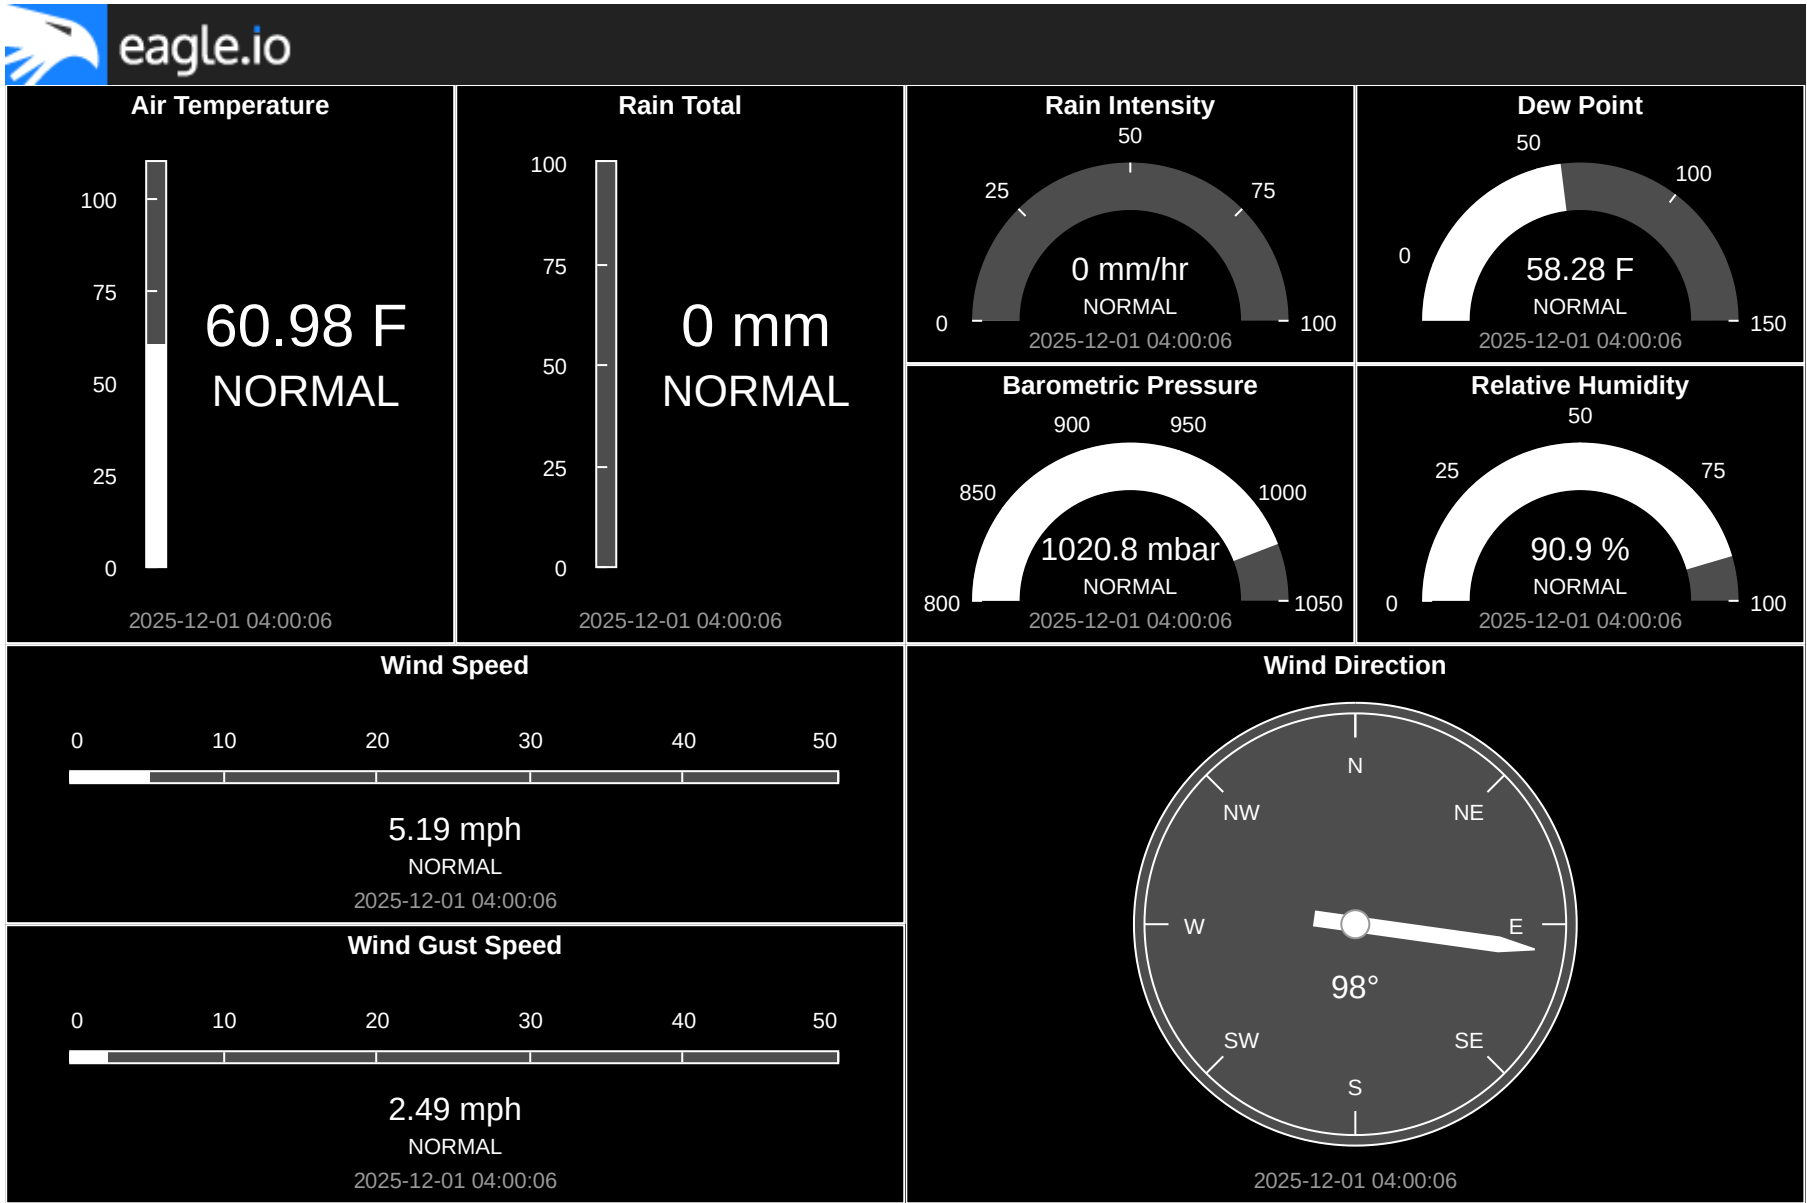 eagle.io
Air Temperature
100
75
50
25
0
60.98 F
NORMAL
2025-12-01 04:00:06
Rain Total
100
75
50
25
0
0 mm
NORMAL
2025-12-01 04:00:06
Rain Intensity
0
25
50
75
100
0 mm/hr
NORMAL
2025-12-01 04:00:06
Dew Point
0
50
100
150
58.28 F
NORMAL
2025-12-01 04:00:06
Barometric Pressure
800
850
900
950
1000
1050
1020.8 mbar
NORMAL
2025-12-01 04:00:06
Relative Humidity
0
25
50
75
100
90.9 %
NORMAL
2025-12-01 04:00:06
Wind Speed
0 10 20 30 40 50
5.19 mph
NORMAL
2025-12-01 04:00:06
Wind Gust Speed
0 10 20 30 40 50
2.49 mph
NORMAL
2025-12-01 04:00:06
Wind Direction
N
NW NE
W E
98°
SW SE
S
2025-12-01 04:00:06